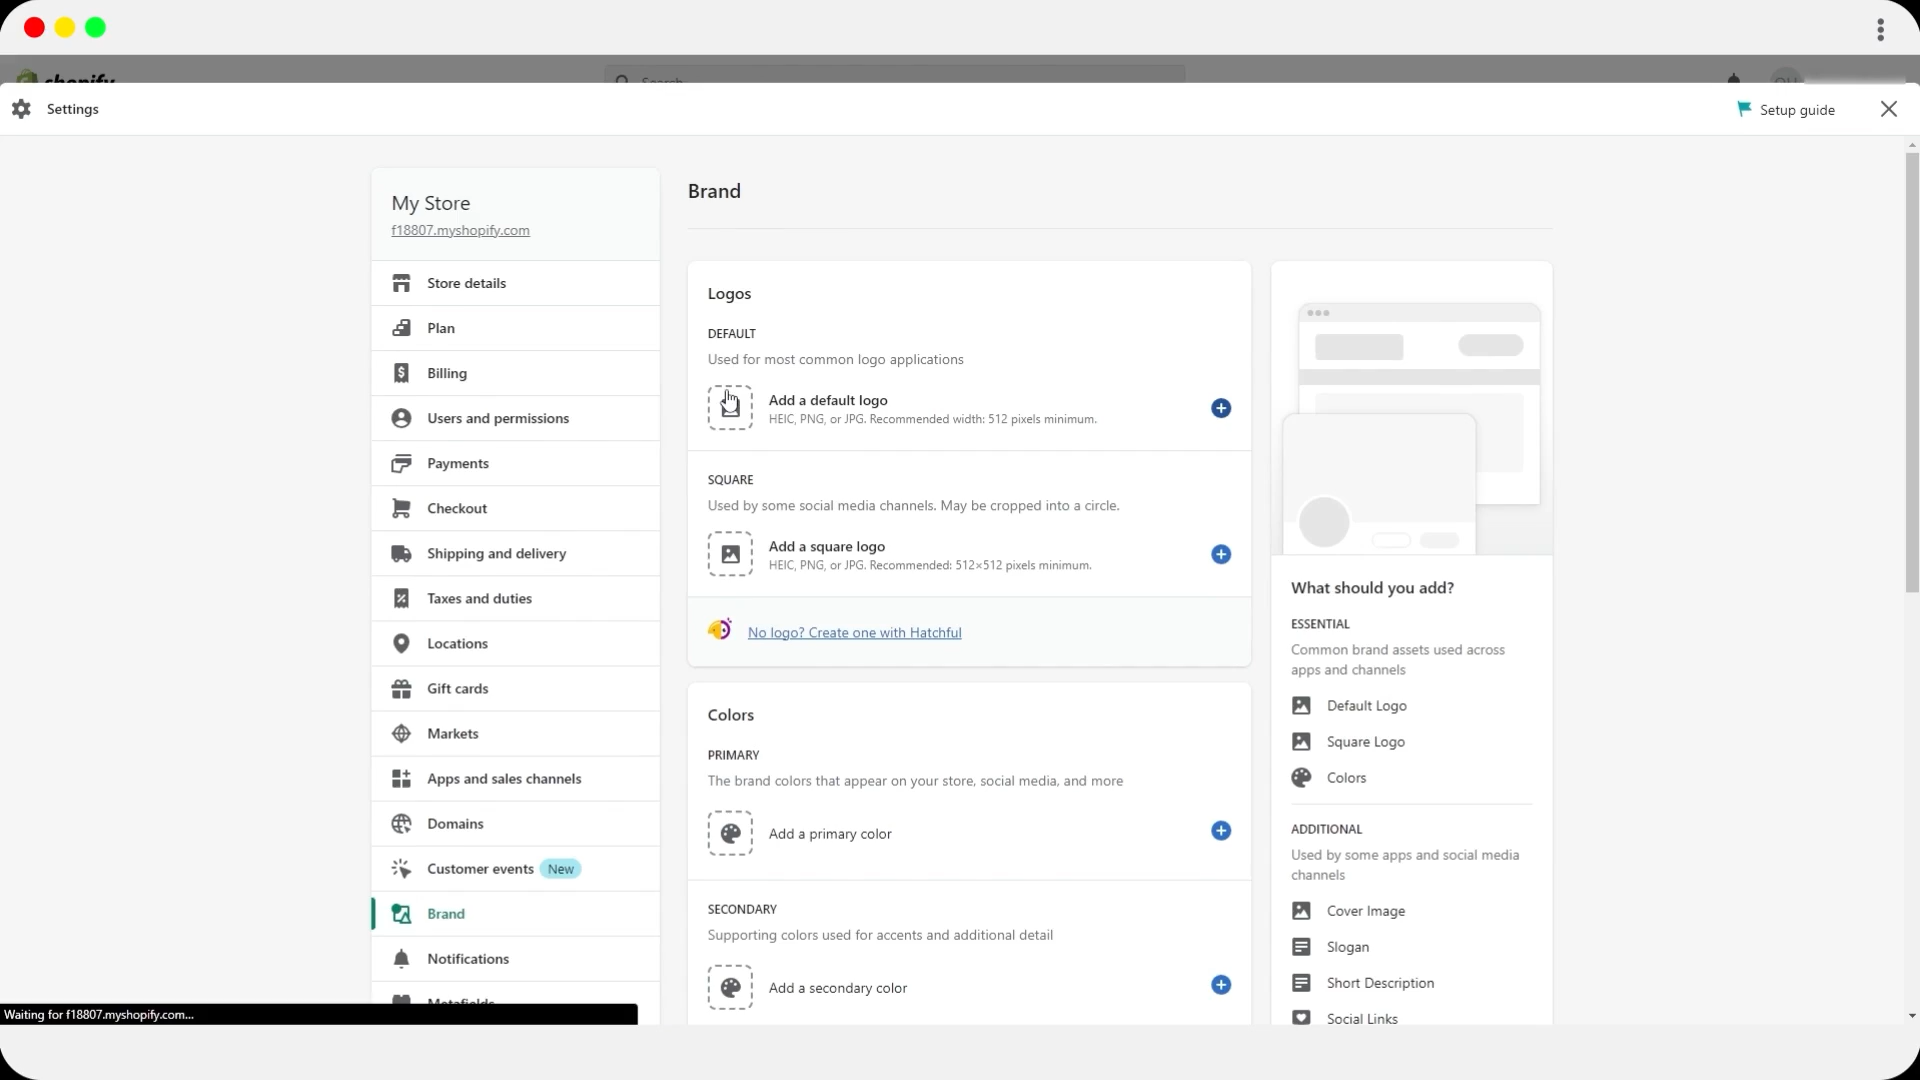 shopify
Search
Settings
Setup guide
My Store
f18807.myshopify.com
Store details
Plan
Billing
Users and permissions
Payments
Checkout
Shipping and delivery
Taxes and duties
Locations
Gift cards
Markets
Apps and sales channels
Domains
Customer events New
Brand
Notifications
Metafields
Waiting for f18807.myshopify.com...
Brand
Logos
DEFAULT
Used for most common logo applications
Add a default logo
HEIC, PNG, or JPG. Recommended width: 512 pixels minimum.
SQUARE
Used by some social media channels. May be cropped into a circle.
Add a square logo
HEIC, PNG, or JPG. Recommended: 512×512 pixels minimum.
No logo? Create one with Hatchful
Colors
PRIMARY
The brand colors that appear on your store, social media, and more
Add a primary color
SECONDARY
Supporting colors used for accents and additional detail
Add a secondary color
What should you add?
ESSENTIAL
Common brand assets used across
apps and channels
Default Logo
Square Logo
Colors
ADDITIONAL
Used by some apps and social media
channels
Cover Image
Slogan
Short Description
Social Links